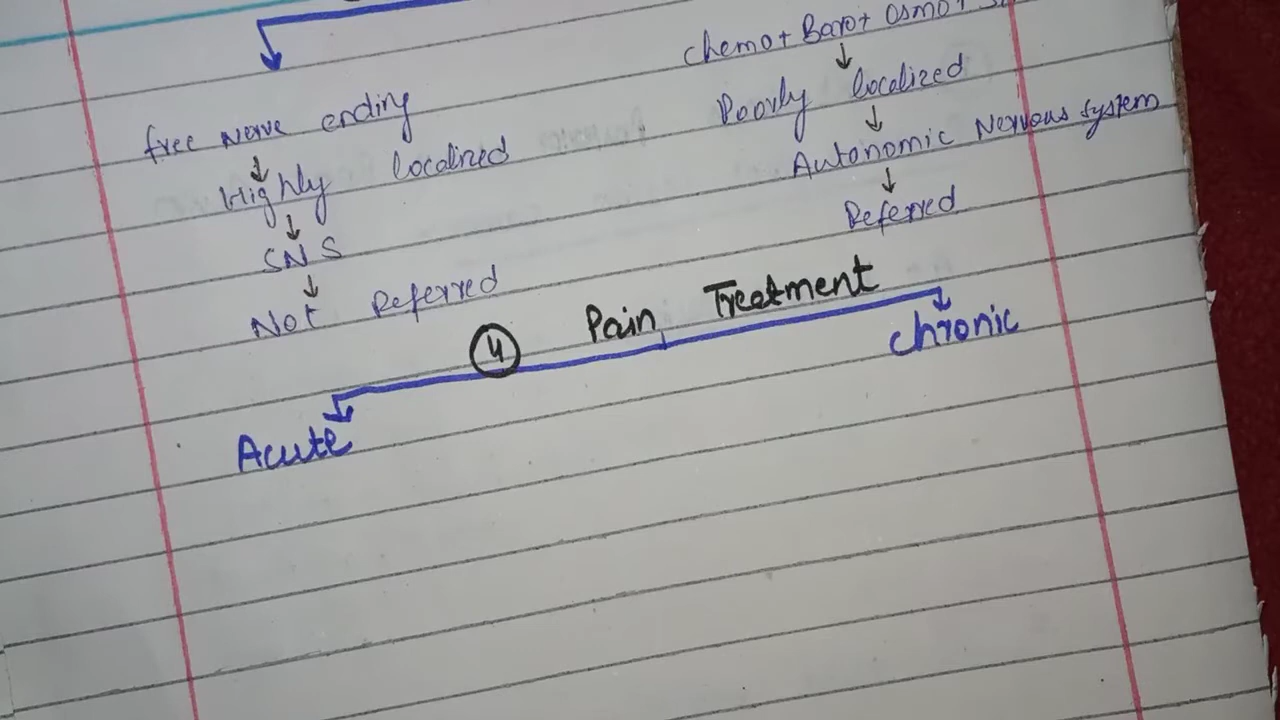 free Nerve ending
↓
Highly localized
↓
SNS
↓
Not Referred
Chemo + Baro + Osmo +
↓
Poorly localized
↓
Autonomic Nervous System
↓
Referred
4 Pain Treatment
Acute
Chronic